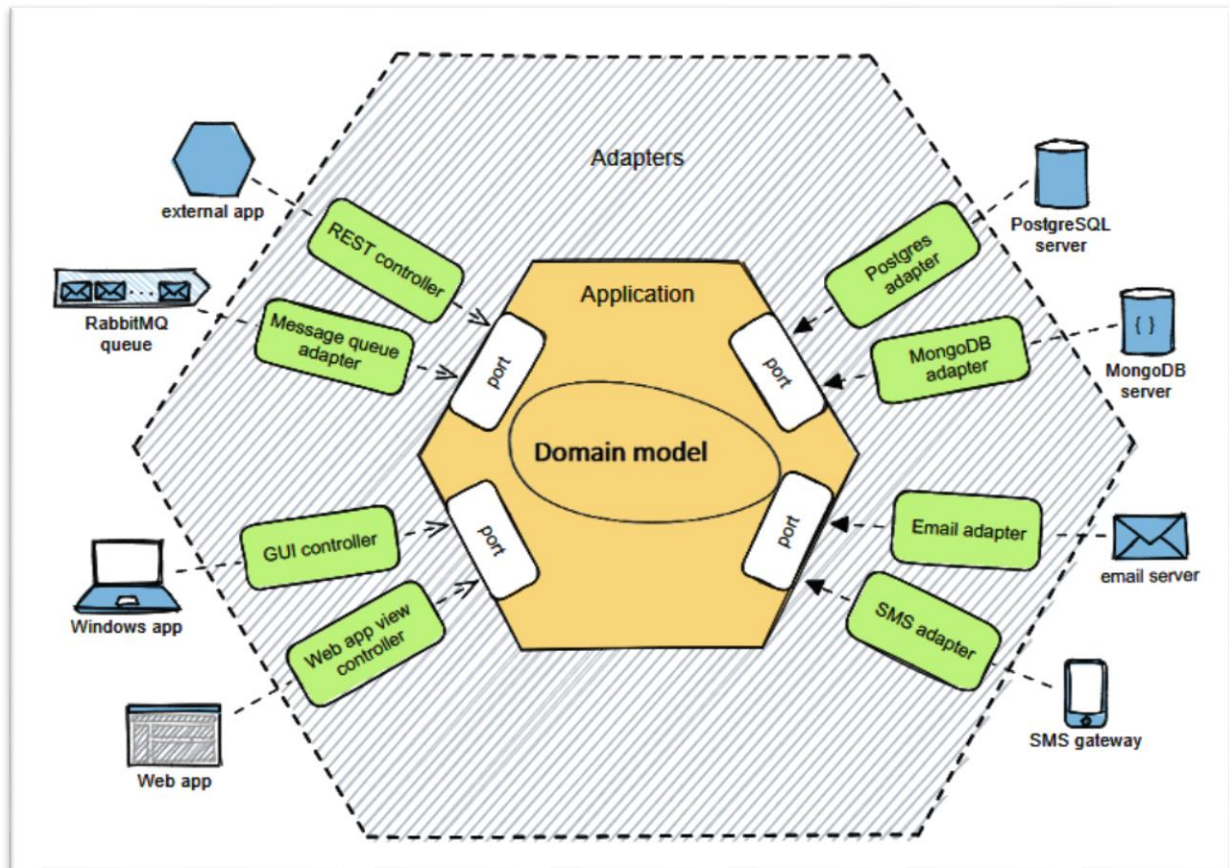 Adapters
external app
REST controller
PostgreSQL
server
Postgres
adapter
RabbitMQ
queue
Message queue
adapter
Application
port
port
MongoDB
adapter
{ }
MongoDB
server
Domain model
GUI controller
port
port
Email adapter
email server
Windows app
Web app view
controller
SMS adapter
Web app
SMS gateway